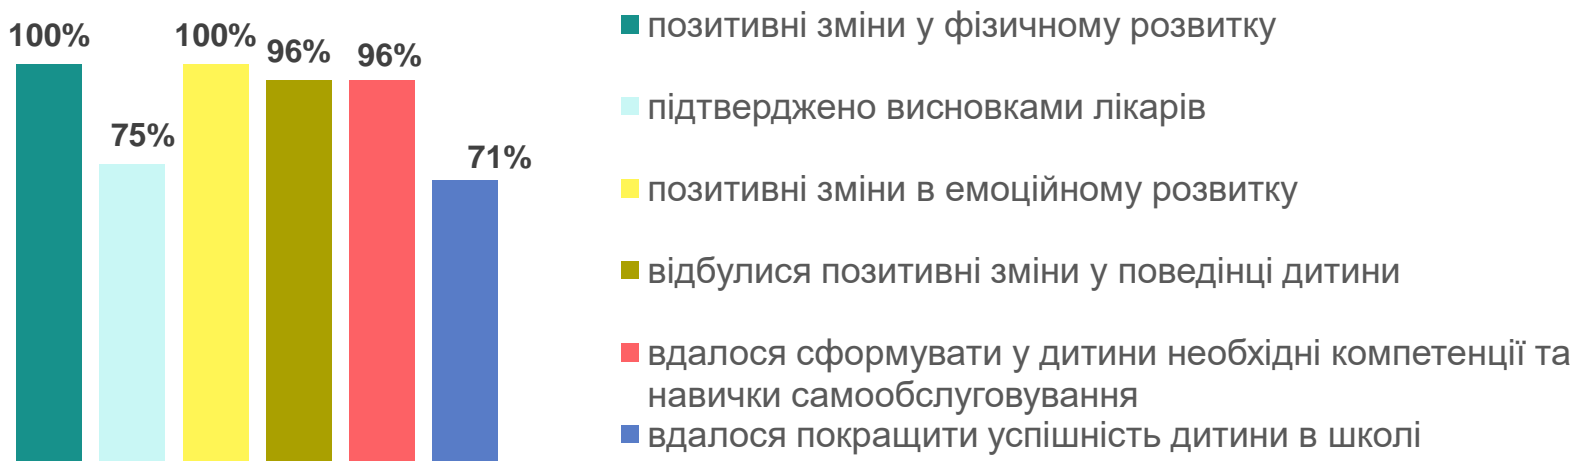 100%
75%
100%
96%
96%
71%
позитивні зміни у фізичному розвитку
підтверджено висновками лікарів
позитивні зміни в емоційному розвитку
відбулися позитивні зміни у поведінці дитини
вдалося сформувати у дитини необхідні компетенції та
навички самообслуговування
вдалося покращити успішність дитини в школі